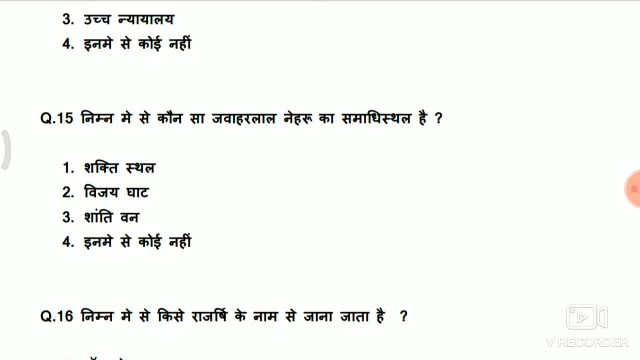 3. उच्च न्यायालय
4. इनमे से कोई नहीं
Q.15 निम्न मे से कौन सा जवाहरलाल नेहरू का समाधिस्थल है ?
1. शक्ति स्थल
2. विजय घाट
3. शांति वन
4. इनमे से कोई नहीं
Q.16 निम्न मे से किसे राजर्षि के नाम से जाना जाता है ?
V RECORDER